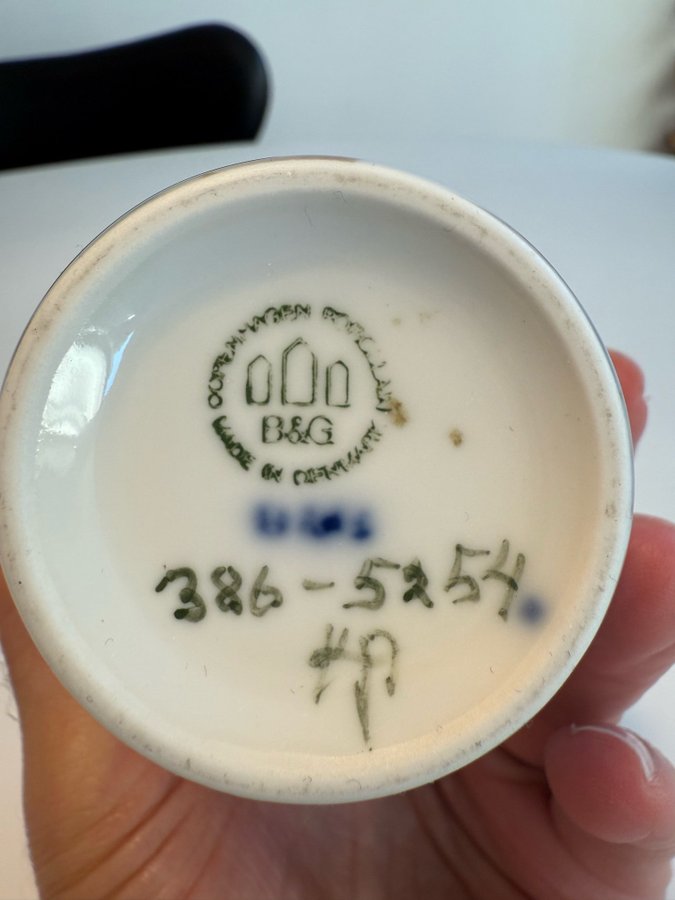 COPENHAGEN PORCELAIN
B&G
MADE IN DENMARK
386-5254